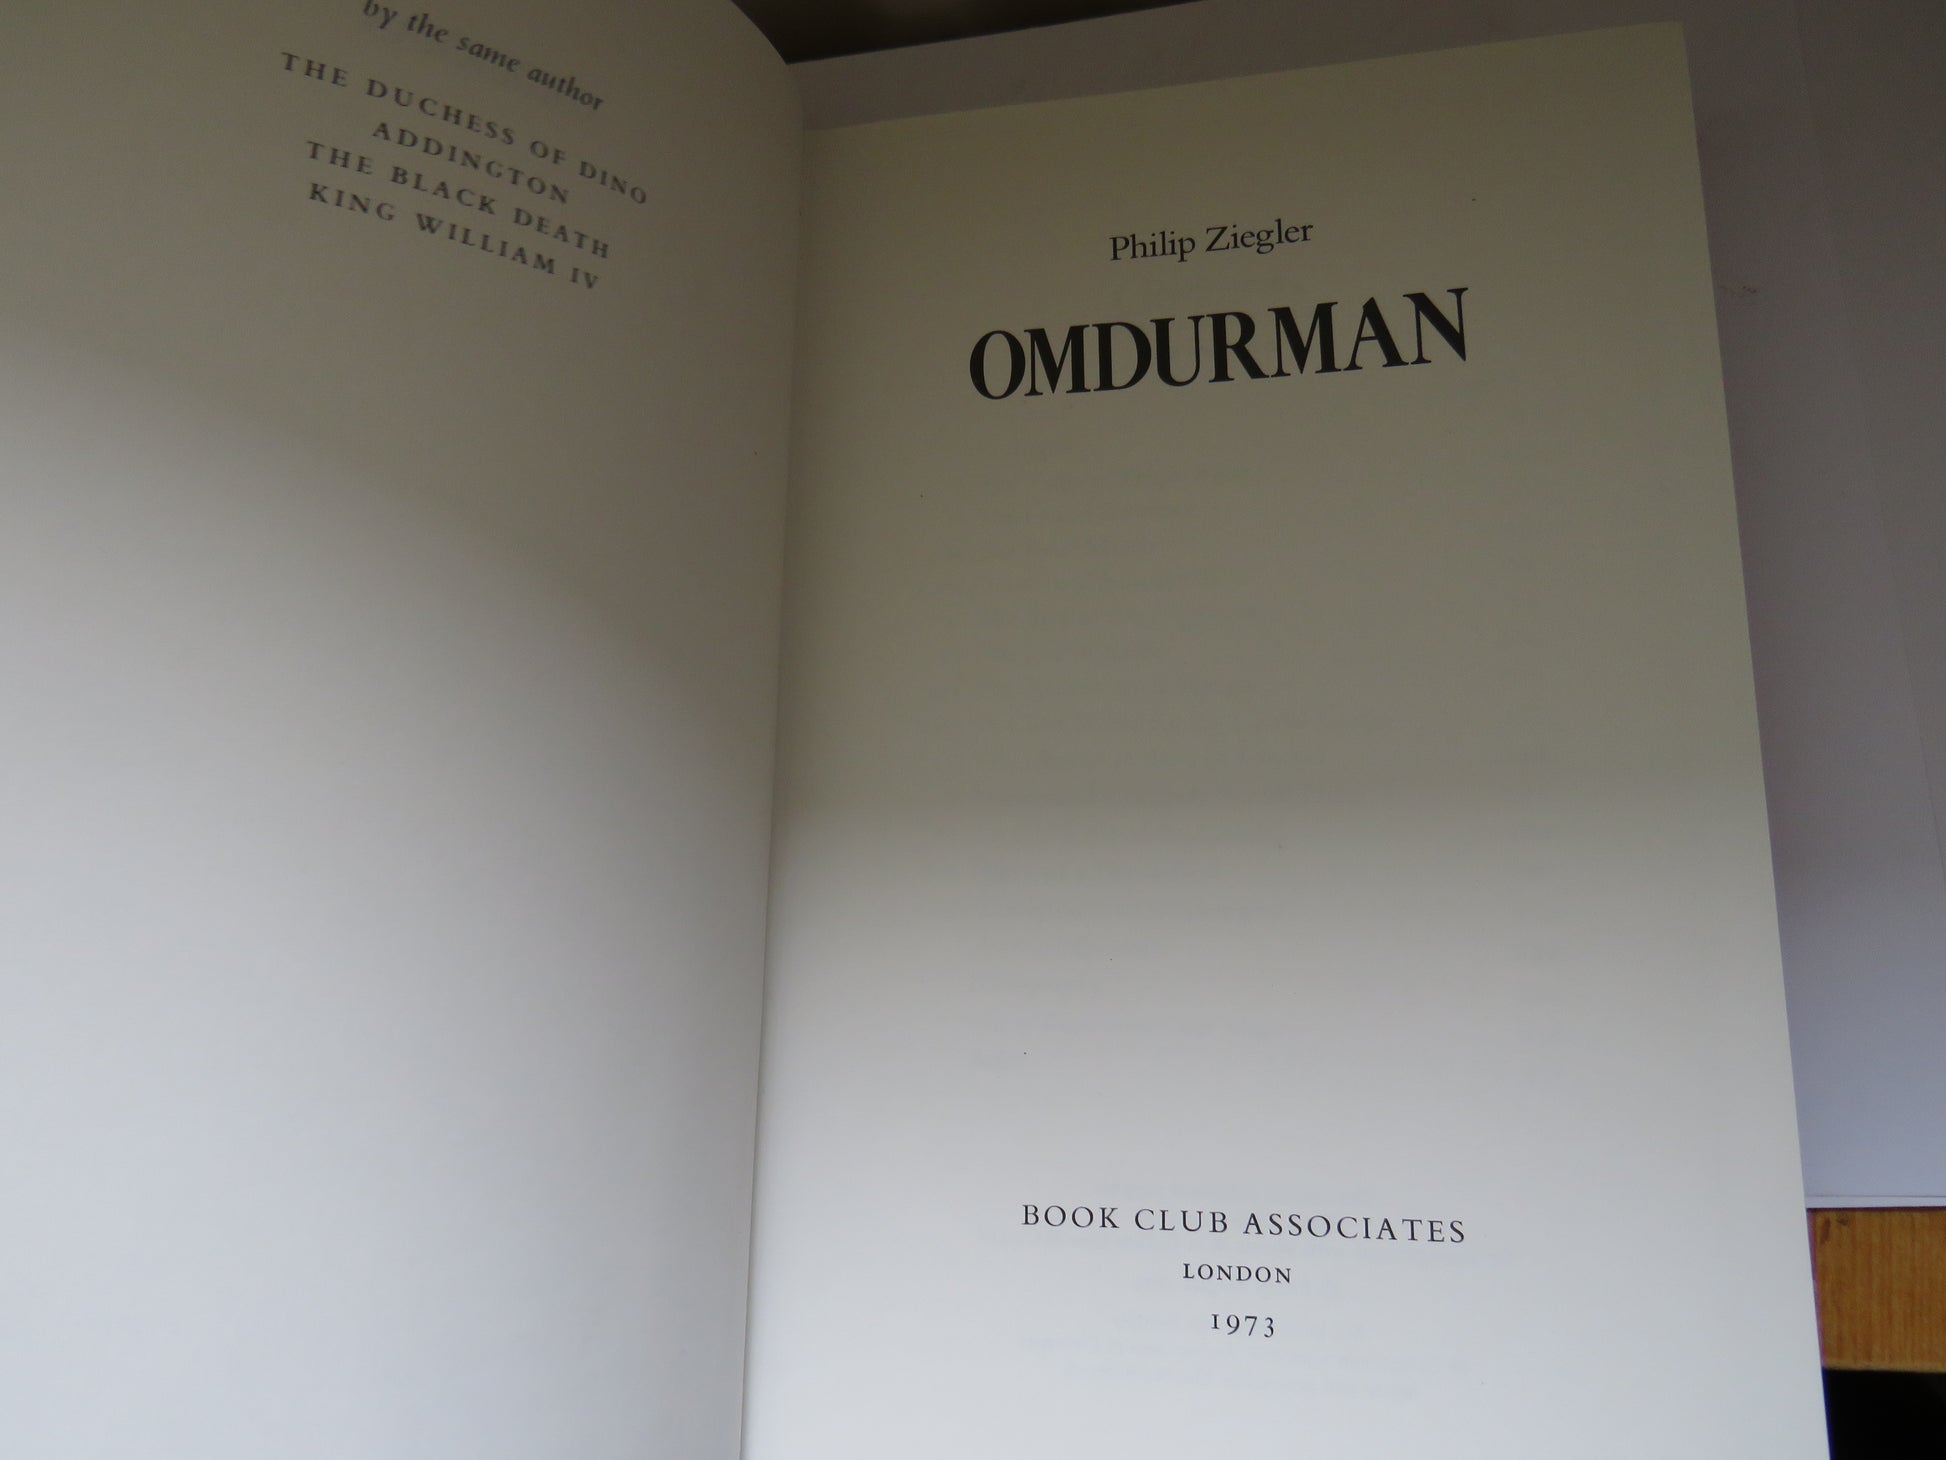 by the same author
THE DUCHESS OF DINO
ADDINGTON
THE BLACK DEATH
KING WILLIAM IV
Philip Ziegler
OMDURMAN
BOOK CLUB ASSOCIATES
LONDON
1973